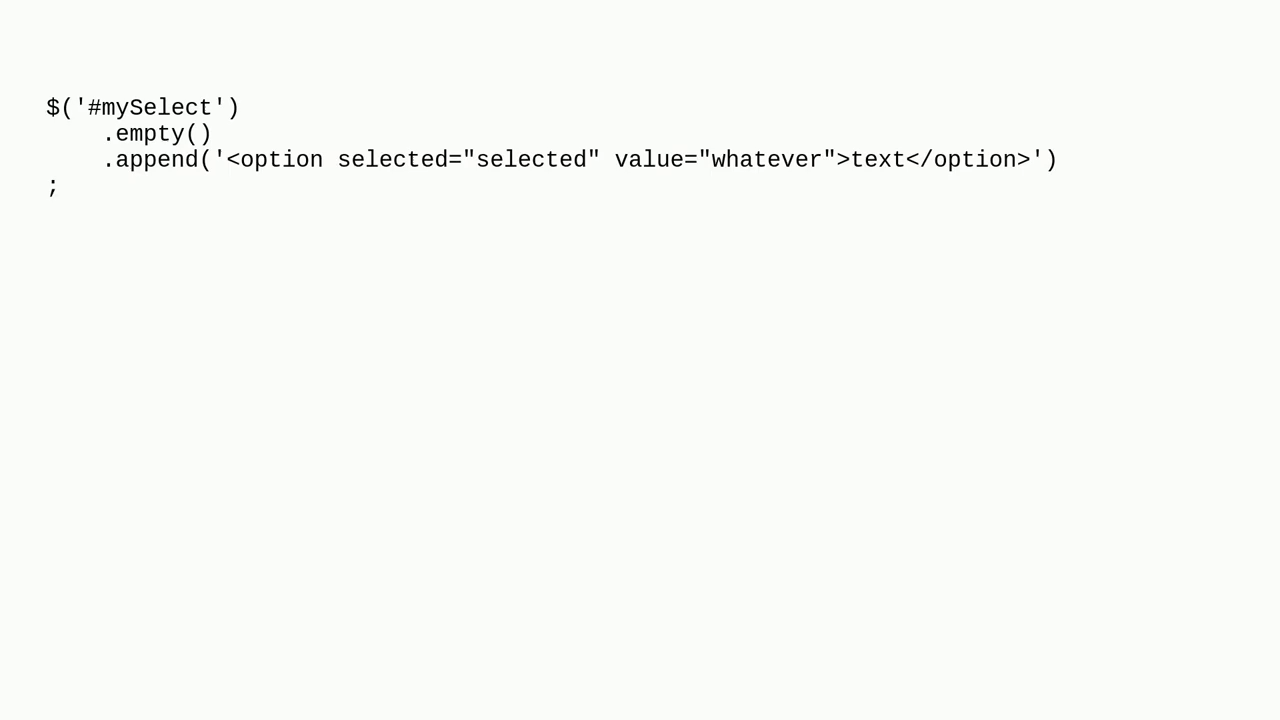 $('#mySelect')
    .empty()
    .append('<option selected="selected" value="whatever">text</option>')
;